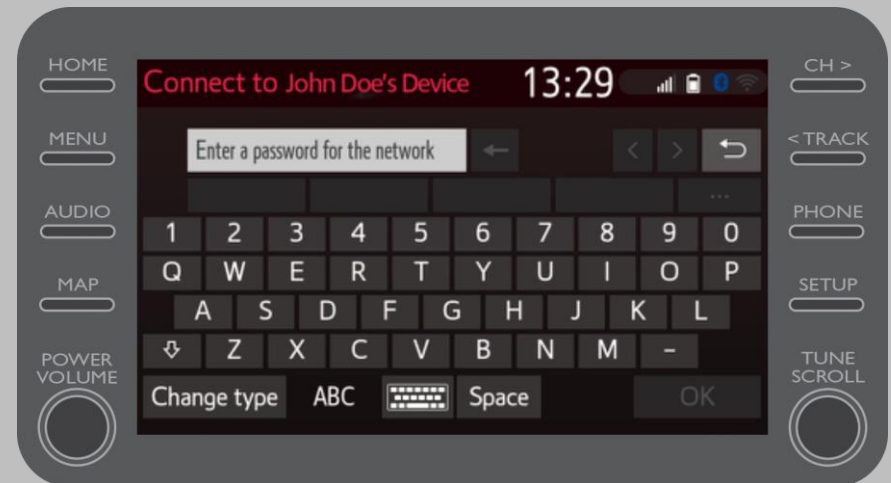 HOME
MENU
AUDIO
MAP
POWER
VOLUME
Connect to John Doe's Device 13:29
Enter a password for the network
...
1 2 3 4 5 6 7 8 9 0
Q W E R T Y U I O P
A S D F G H J K L
Z X C V B N M -
Change type ABC Space OK
CH >
< TRACK
PHONE
SETUP
TUNE
SCROLL